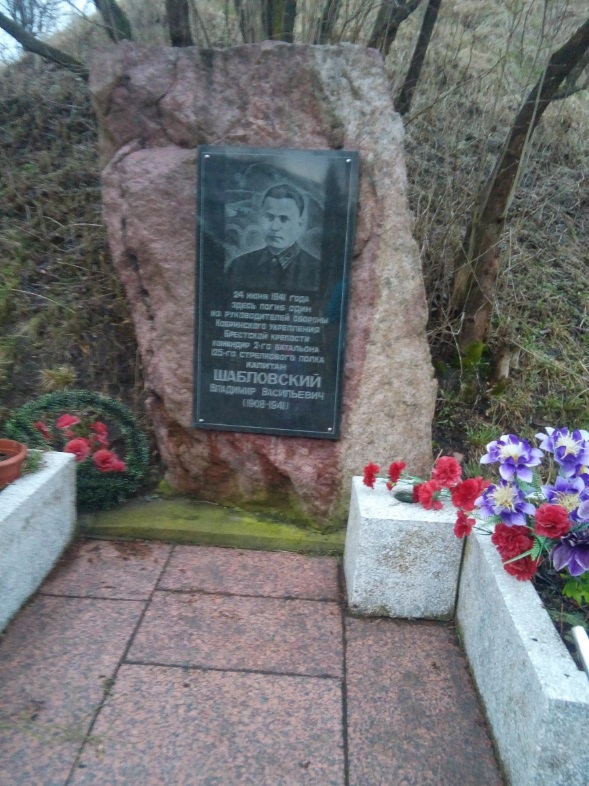 24 июня 1941 года
здесь погиб один
из руководителей обороны
Кобринского укрепления
Брестской крепости
командир 2-го батальона
125-го стрелкового полка
капитан
ШАБЛОВСКИЙ
Владимир Васильевич
(1908-1941)